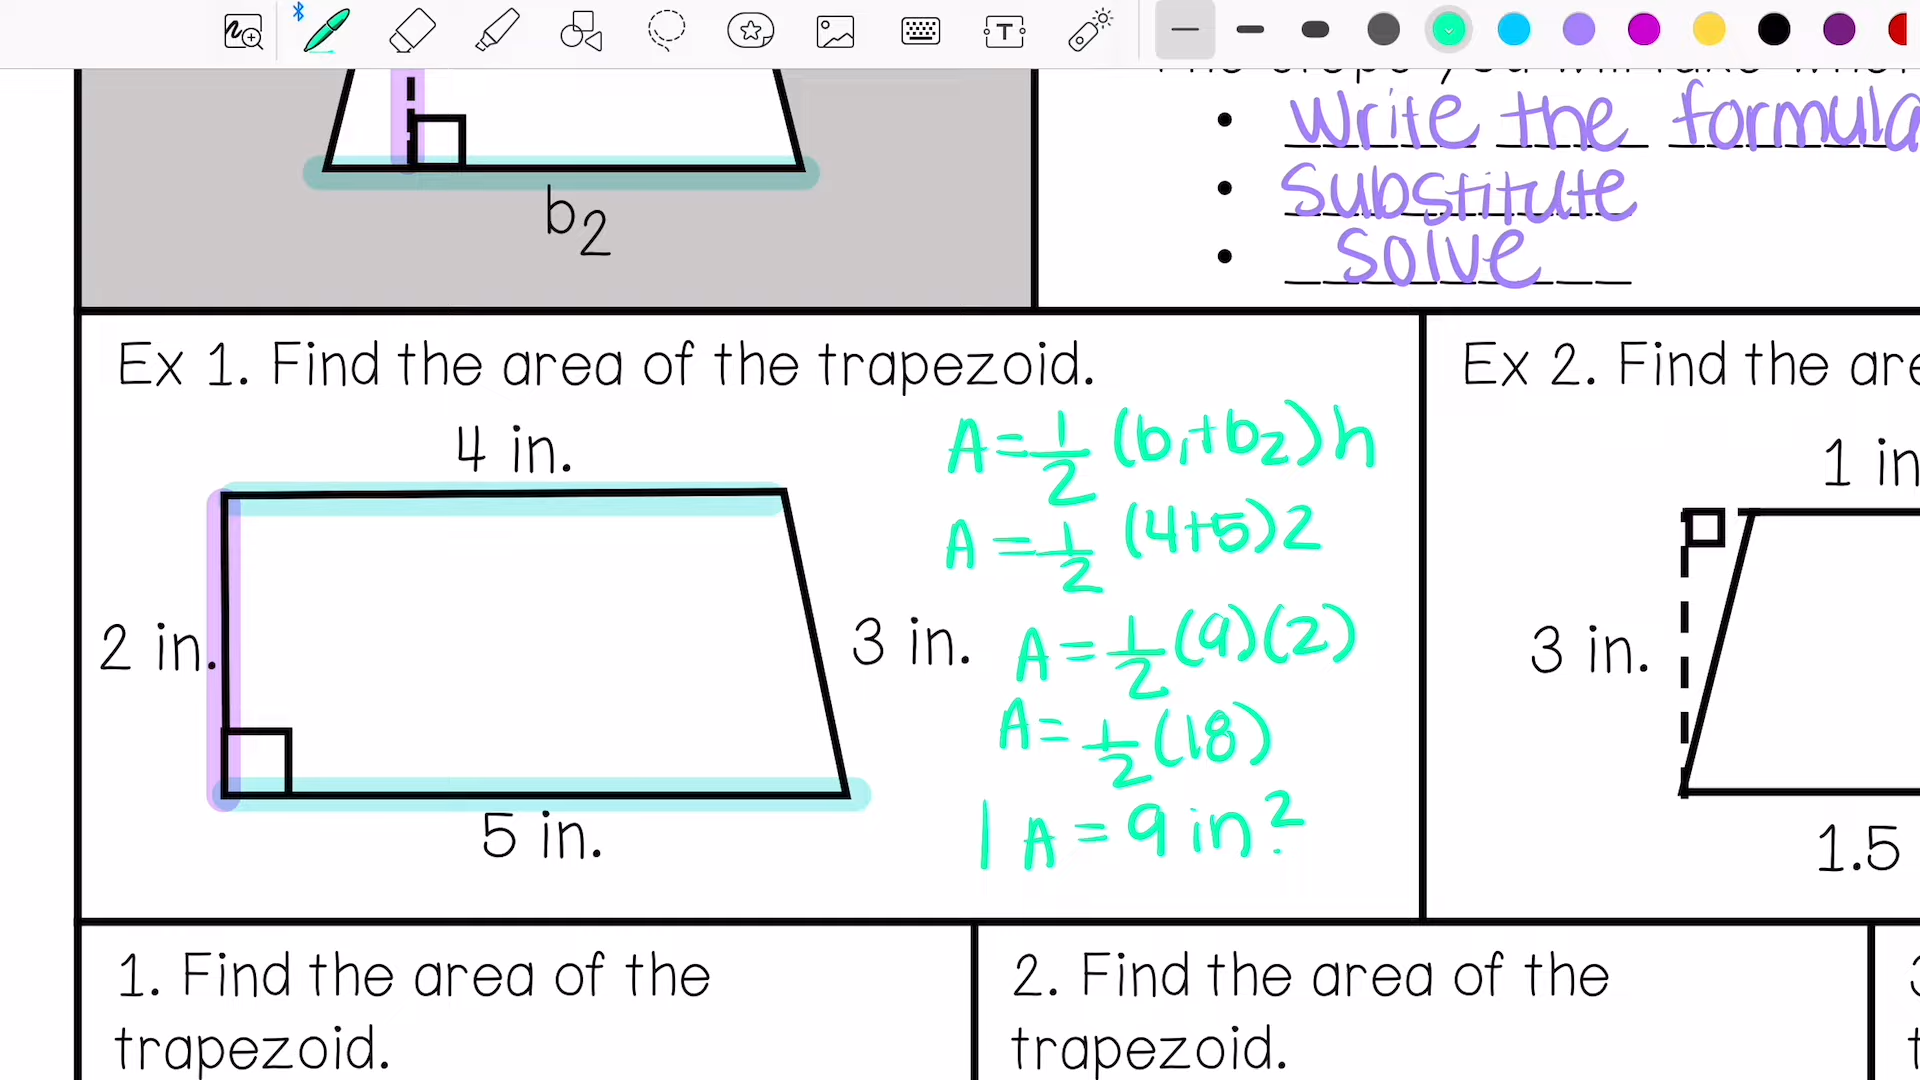 b2
Write the formula
substitute
solve
Ex 1. Find the area of the trapezoid.
4 in.
2 in.
3 in.
5 in.
A = 1/2 (b1+b2)h
A = 1/2 (4+5)2
A = 1/2 (9)(2)
A = 1/2 (18)
A = 9 in²
Ex 2. Find the
1 in
3 in.
1.5
1. Find the area of the
trapezoid.
2. Find the area of the
trapezoid.